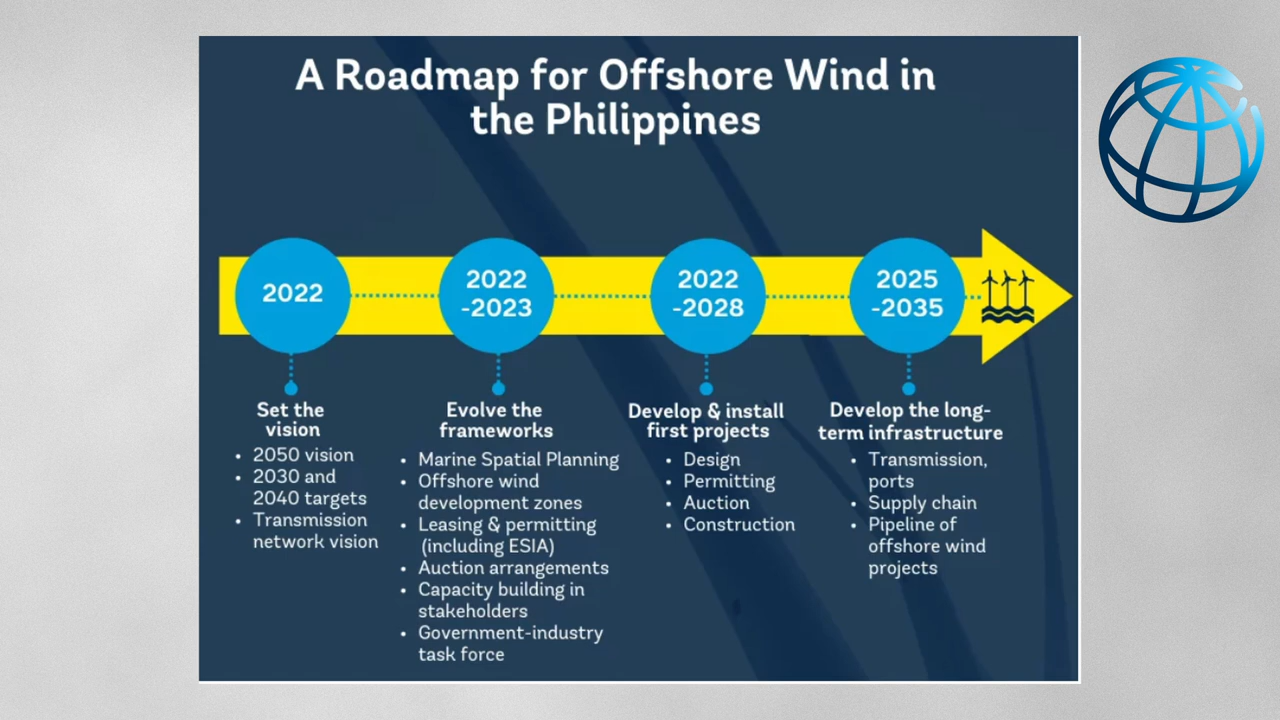 A Roadmap for Offshore Wind in
the Philippines
2022
2022
-2023
2022
-2028
2025
-2035
Set the
vision
• 2050 vision
• 2030 and
2040 targets
• Transmission
network vision
Evolve the
frameworks
• Marine Spatial Planning
• Offshore wind
development zones
• Leasing & permitting
(including ESIA)
• Auction arrangements
• Capacity building in
stakeholders
• Government-industry
task force
Develop & install
first projects
• Design
• Permitting
• Auction
• Construction
Develop the long-
term infrastructure
• Transmission,
ports
• Supply chain
• Pipeline of
offshore wind
projects